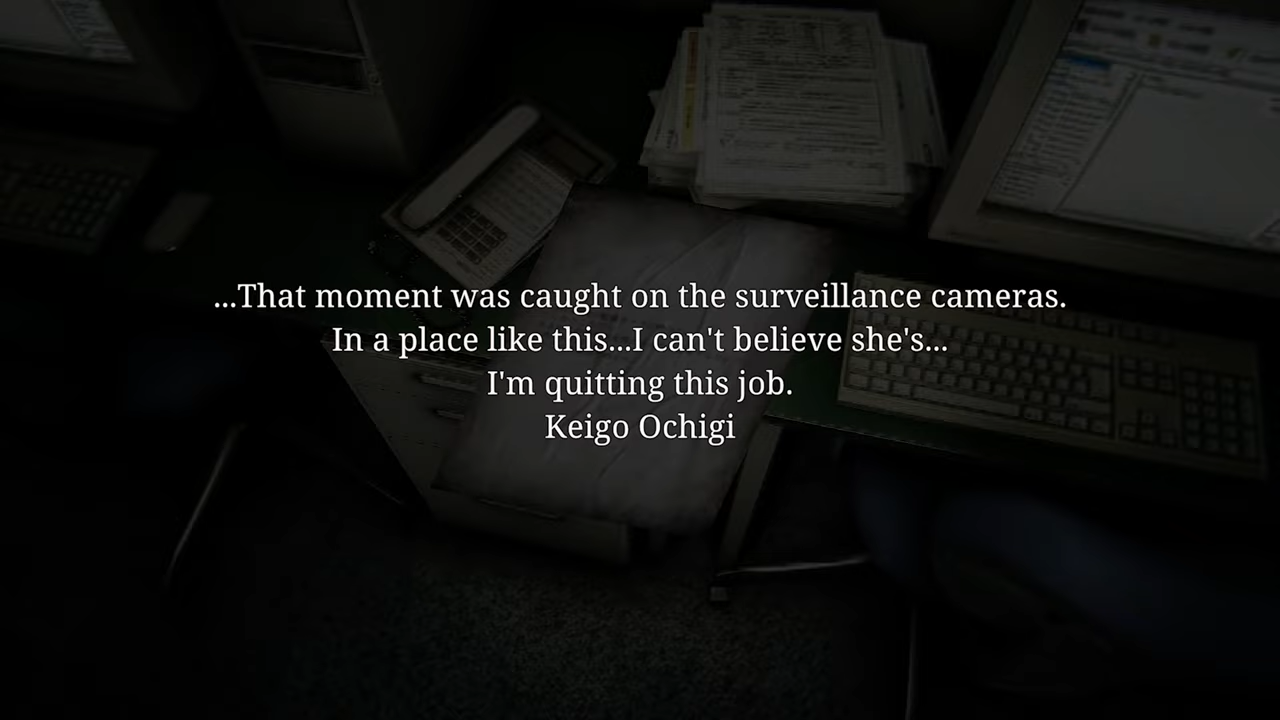 ...That moment was caught on the surveillance cameras.
In a place like this...I can't believe she's...
I'm quitting this job.
Keigo Ochigi